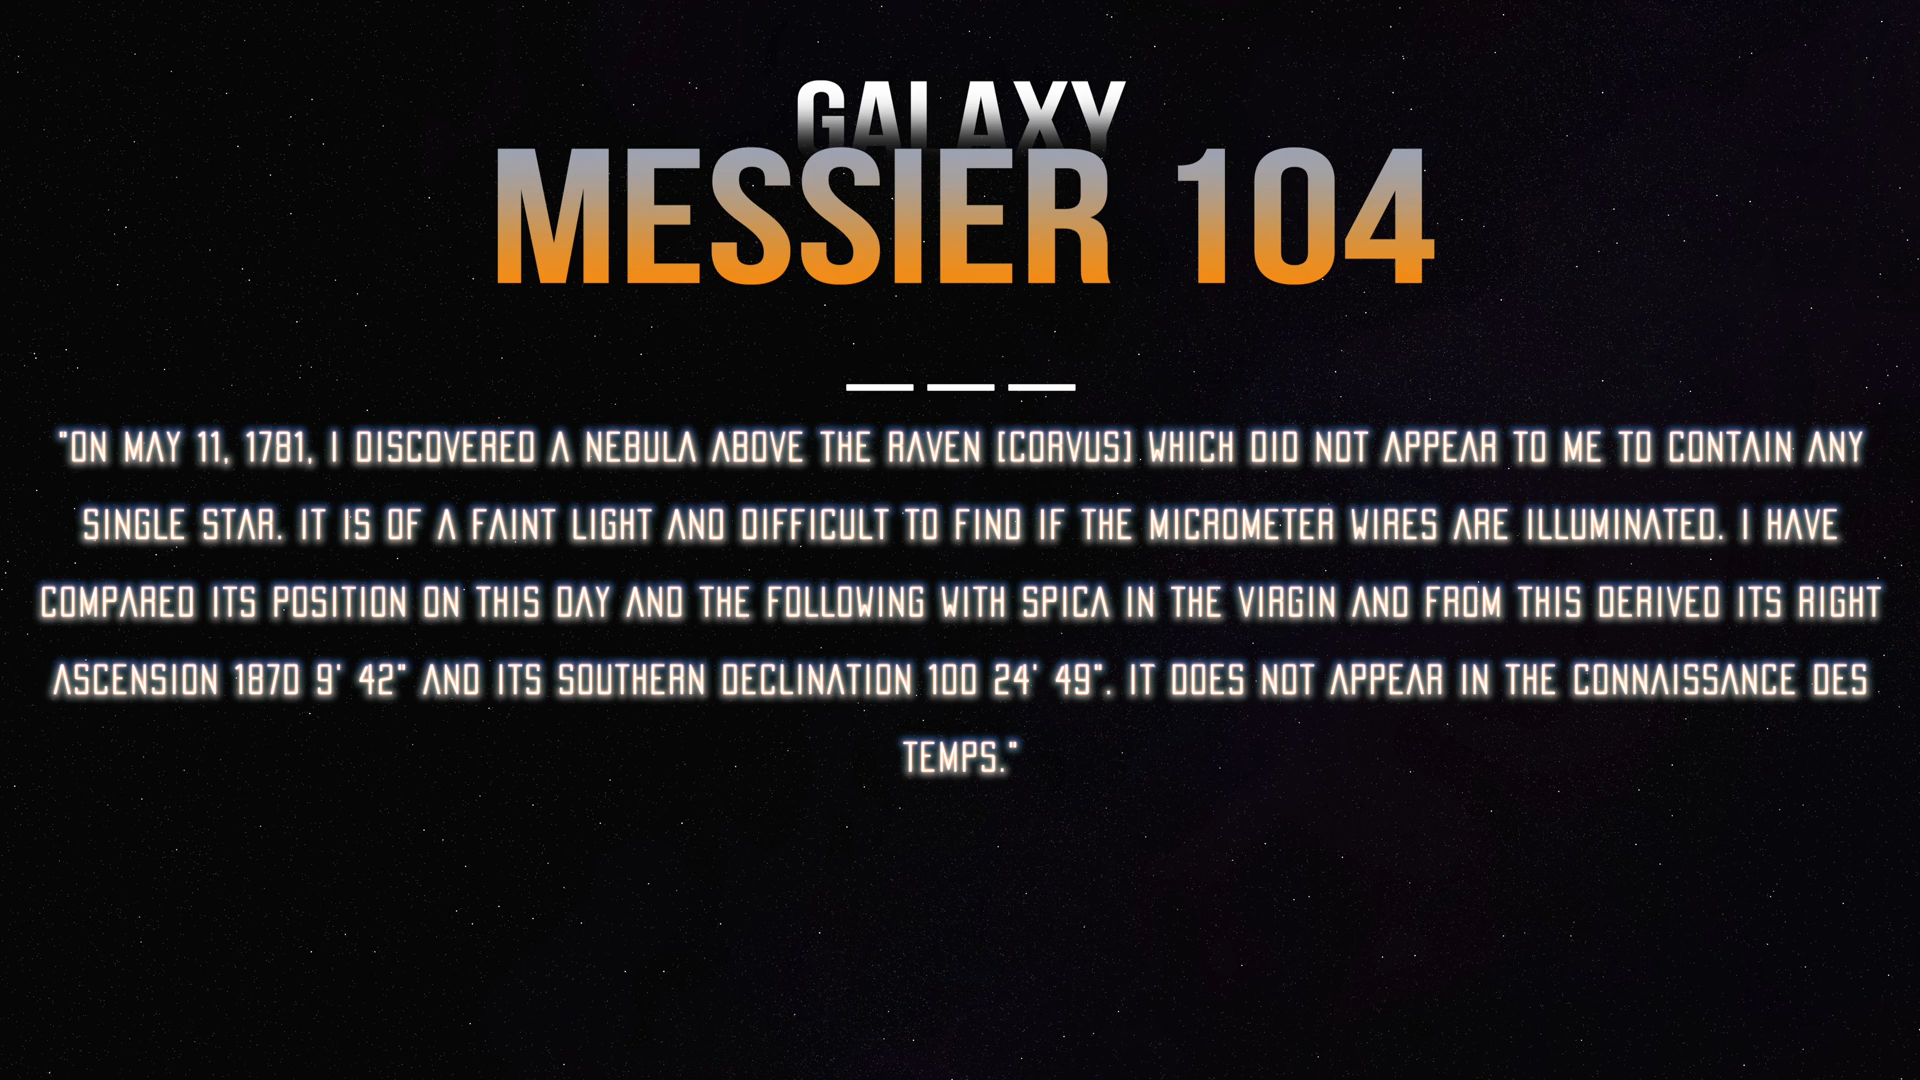 GALAXY
MESSIER 104
"ON MAY 11, 1781, I DISCOVERED A NEBULA ABOVE THE RAVEN [CORVUS] WHICH DID NOT APPEAR TO ME TO CONTAIN ANY
SINGLE STAR. IT IS OF A FAINT LIGHT AND DIFFICULT TO FIND IF THE MICROMETER WIRES ARE ILLUMINATED. I HAVE
COMPARED ITS POSITION ON THIS DAY AND THE FOLLOWING WITH SPICA IN THE VIRGIN AND FROM THIS DERIVED ITS RIGHT
ASCENSION 1870 9' 42" AND ITS SOUTHERN DECLINATION 100 24' 49". IT DOES NOT APPEAR IN THE CONNAISSANCE DES
TEMPS."